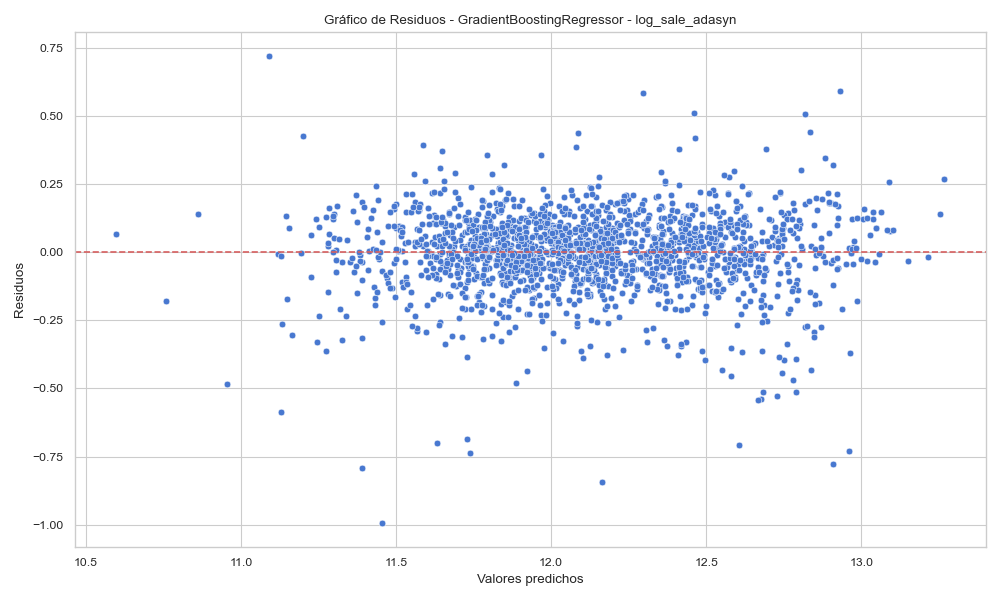 Gráfico de Residuos - GradientBoostingRegressor - log_sale_adasyn
Residuos
0.75
0.50
0.25
0.00
−0.25
−0.50
−0.75
−1.00
10.5 11.0 11.5 12.0 12.5 13.0
Valores predichos